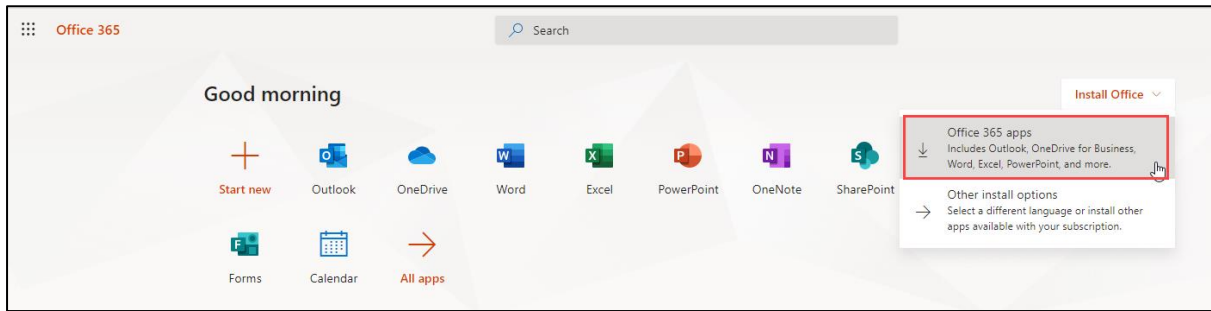 Office 365
Search
Good morning
Install Office
Office 365 apps
Includes Outlook, OneDrive for Business,
Word, Excel, PowerPoint, and more.
Start new
Outlook
OneDrive
Word
Excel
PowerPoint
OneNote
SharePoint
Other install options
Select a different language or install other
apps available with your subscription.
Forms
Calendar
All apps